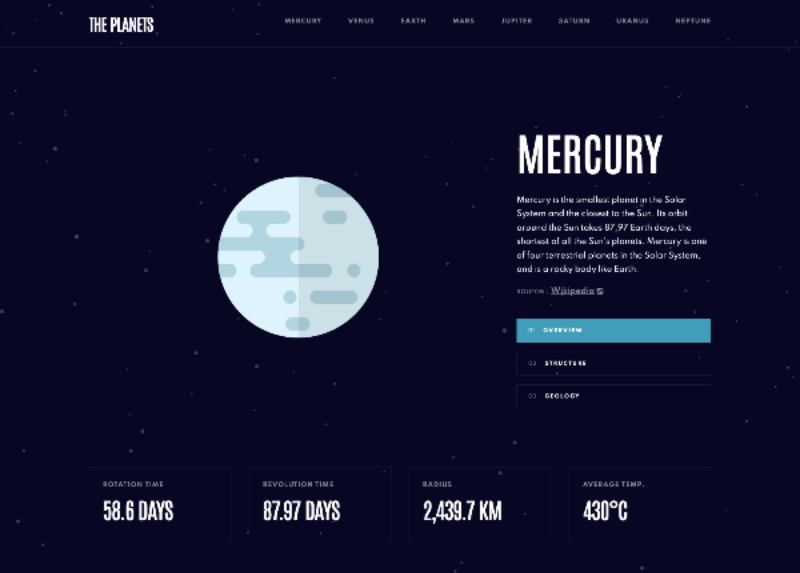 THE PLANETS
MERCURY VENUS EARTH MARS JUPITER SATURN URANUS NEPTUNE
MERCURY
Mercury is the smallest planet in the Solar
System and the closest to the Sun. Its orbit
around the Sun takes 87,97 Earth days, the
shortest of all the Sun's planets. Mercury is one
of four terrestrial planets in the Solar System,
and is a rocky body like Earth.
SOURCE : Wikipedia
01 OVERVIEW
02 STRUCTURE
03 GEOLOGY
ROTATION TIME
58.6 DAYS
REVOLUTION TIME
87.97 DAYS
RADIUS
2,439.7 KM
AVERAGE TEMP.
430°C